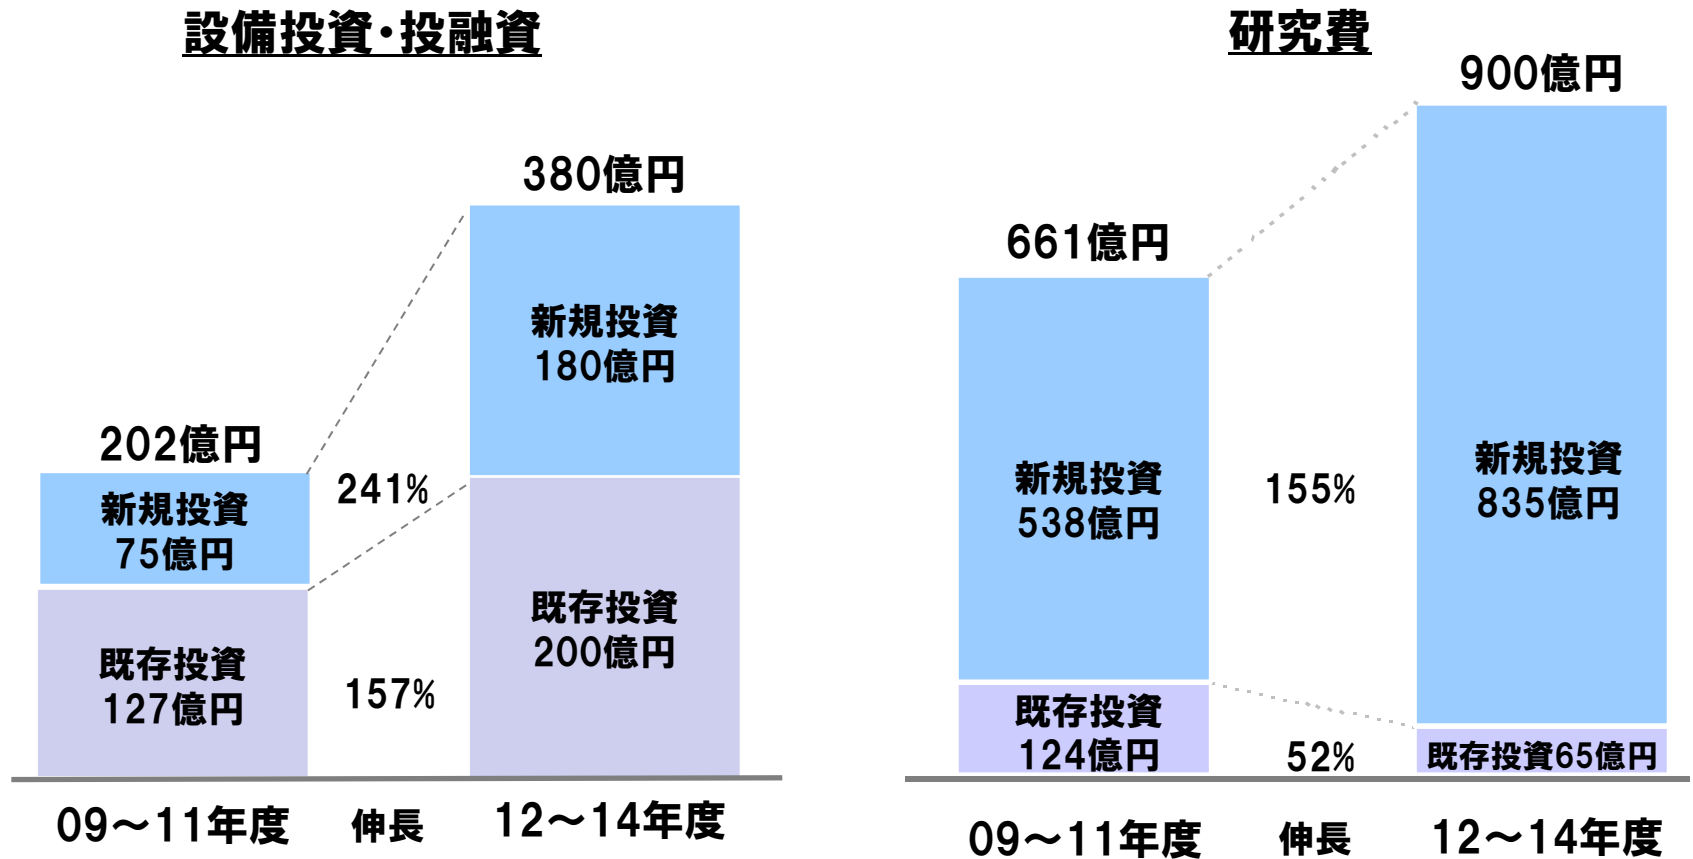 設備投資・投融資
380億円
新規投資
180億円
202億円
241%
新規投資
75億円
既存投資
200億円
既存投資
127億円
157%
09～11年度
伸長
12～14年度
研究費
900億円
661億円
新規投資
835億円
新規投資
538億円
155%
既存投資
124億円
52%
既存投資65億円
09～11年度
伸長
12～14年度